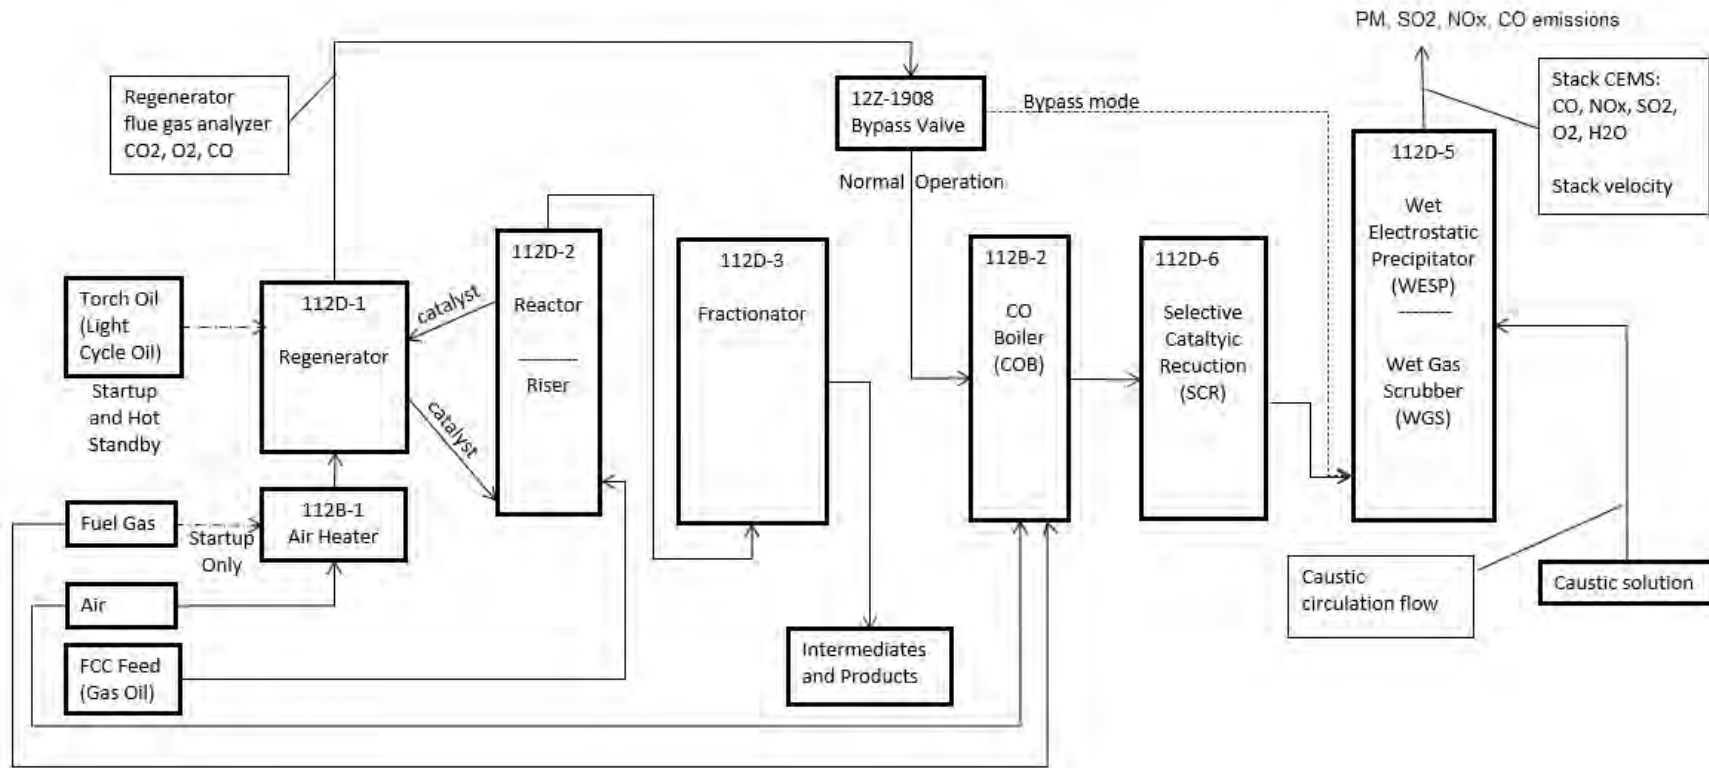 PM, SO2, NOx, CO emissions
Regenerator
flue gas analyzer
CO2, O2, CO
12Z-1908
Bypass Valve
Bypass mode
Stack CEMS:
CO, NOx, SO2,
O2, H2O
Stack velocity
Normal Operation
112D-5
Wet
Electrostatic
Precipitator
(WESP)
----------
Wet Gas
Scrubber
(WGS)
Torch Oil
(Light
Cycle Oil)
Startup
and Hot
Standby
112D-1
Regenerator
catalyst
catalyst
112D-2
Reactor
----------
Riser
112D-3
Fractionator
112B-2
CO
Boiler
(COB)
112D-6
Selective
Cataltyic
Recuction
(SCR)
Fuel Gas
Startup
Only
112B-1
Air Heater
Air
FCC Feed
(Gas Oil)
Intermediates
and Products
Caustic
circulation flow
Caustic solution